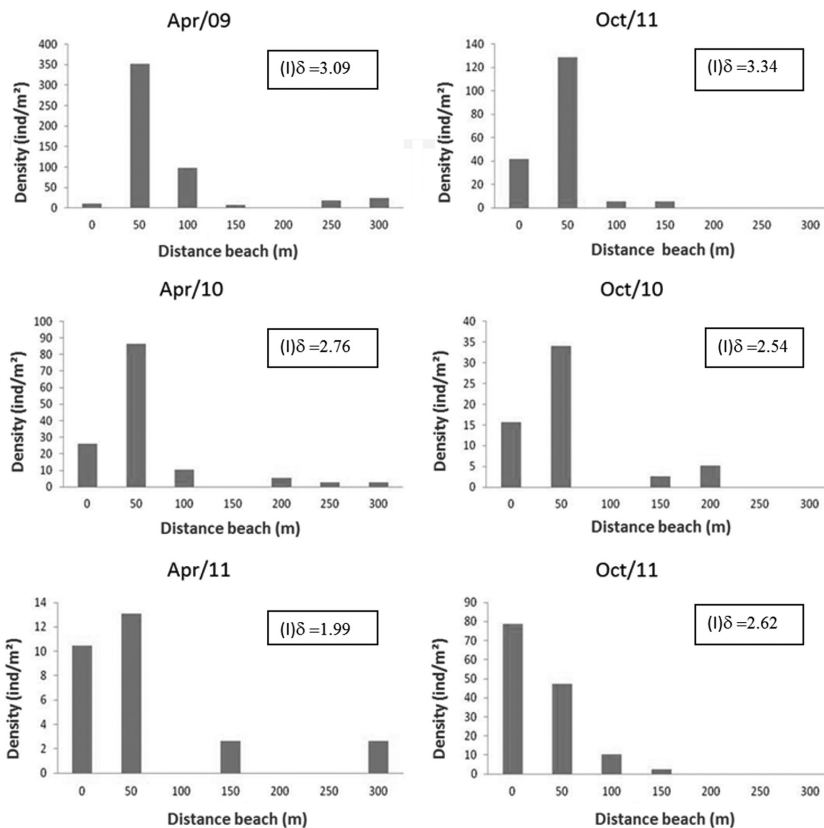 Apr/09
Density (ind/m²)
400
350
300
250
200
150
100
50
0
(I)δ =3.09
0 50 100 150 200 250 300
Distance beach (m)
Oct/11
Density (ind/m²)
140
120
100
80
60
40
20
0
(I)δ =3.34
0 50 100 150 200 250 300
Distance beach (m)
Apr/10
Density (ind/m²)
100
90
80
70
60
50
40
30
20
10
0
(I)δ =2.76
0 50 100 150 200 250 300
Distance beach (m)
Oct/10
Density (ind/m²)
40
35
30
25
20
15
10
5
0
(I)δ =2.54
0 50 100 150 200 250 300
Distance beach (m)
Apr/11
Density (ind/m²)
14
12
10
8
6
4
2
0
(I)δ =1.99
0 50 100 150 200 250 300
Distance beach (m)
Oct/11
Density (ind/m²)
90
80
70
60
50
40
30
20
10
0
(I)δ =2.62
0 50 100 150 200 250 300
Distance beach (m)